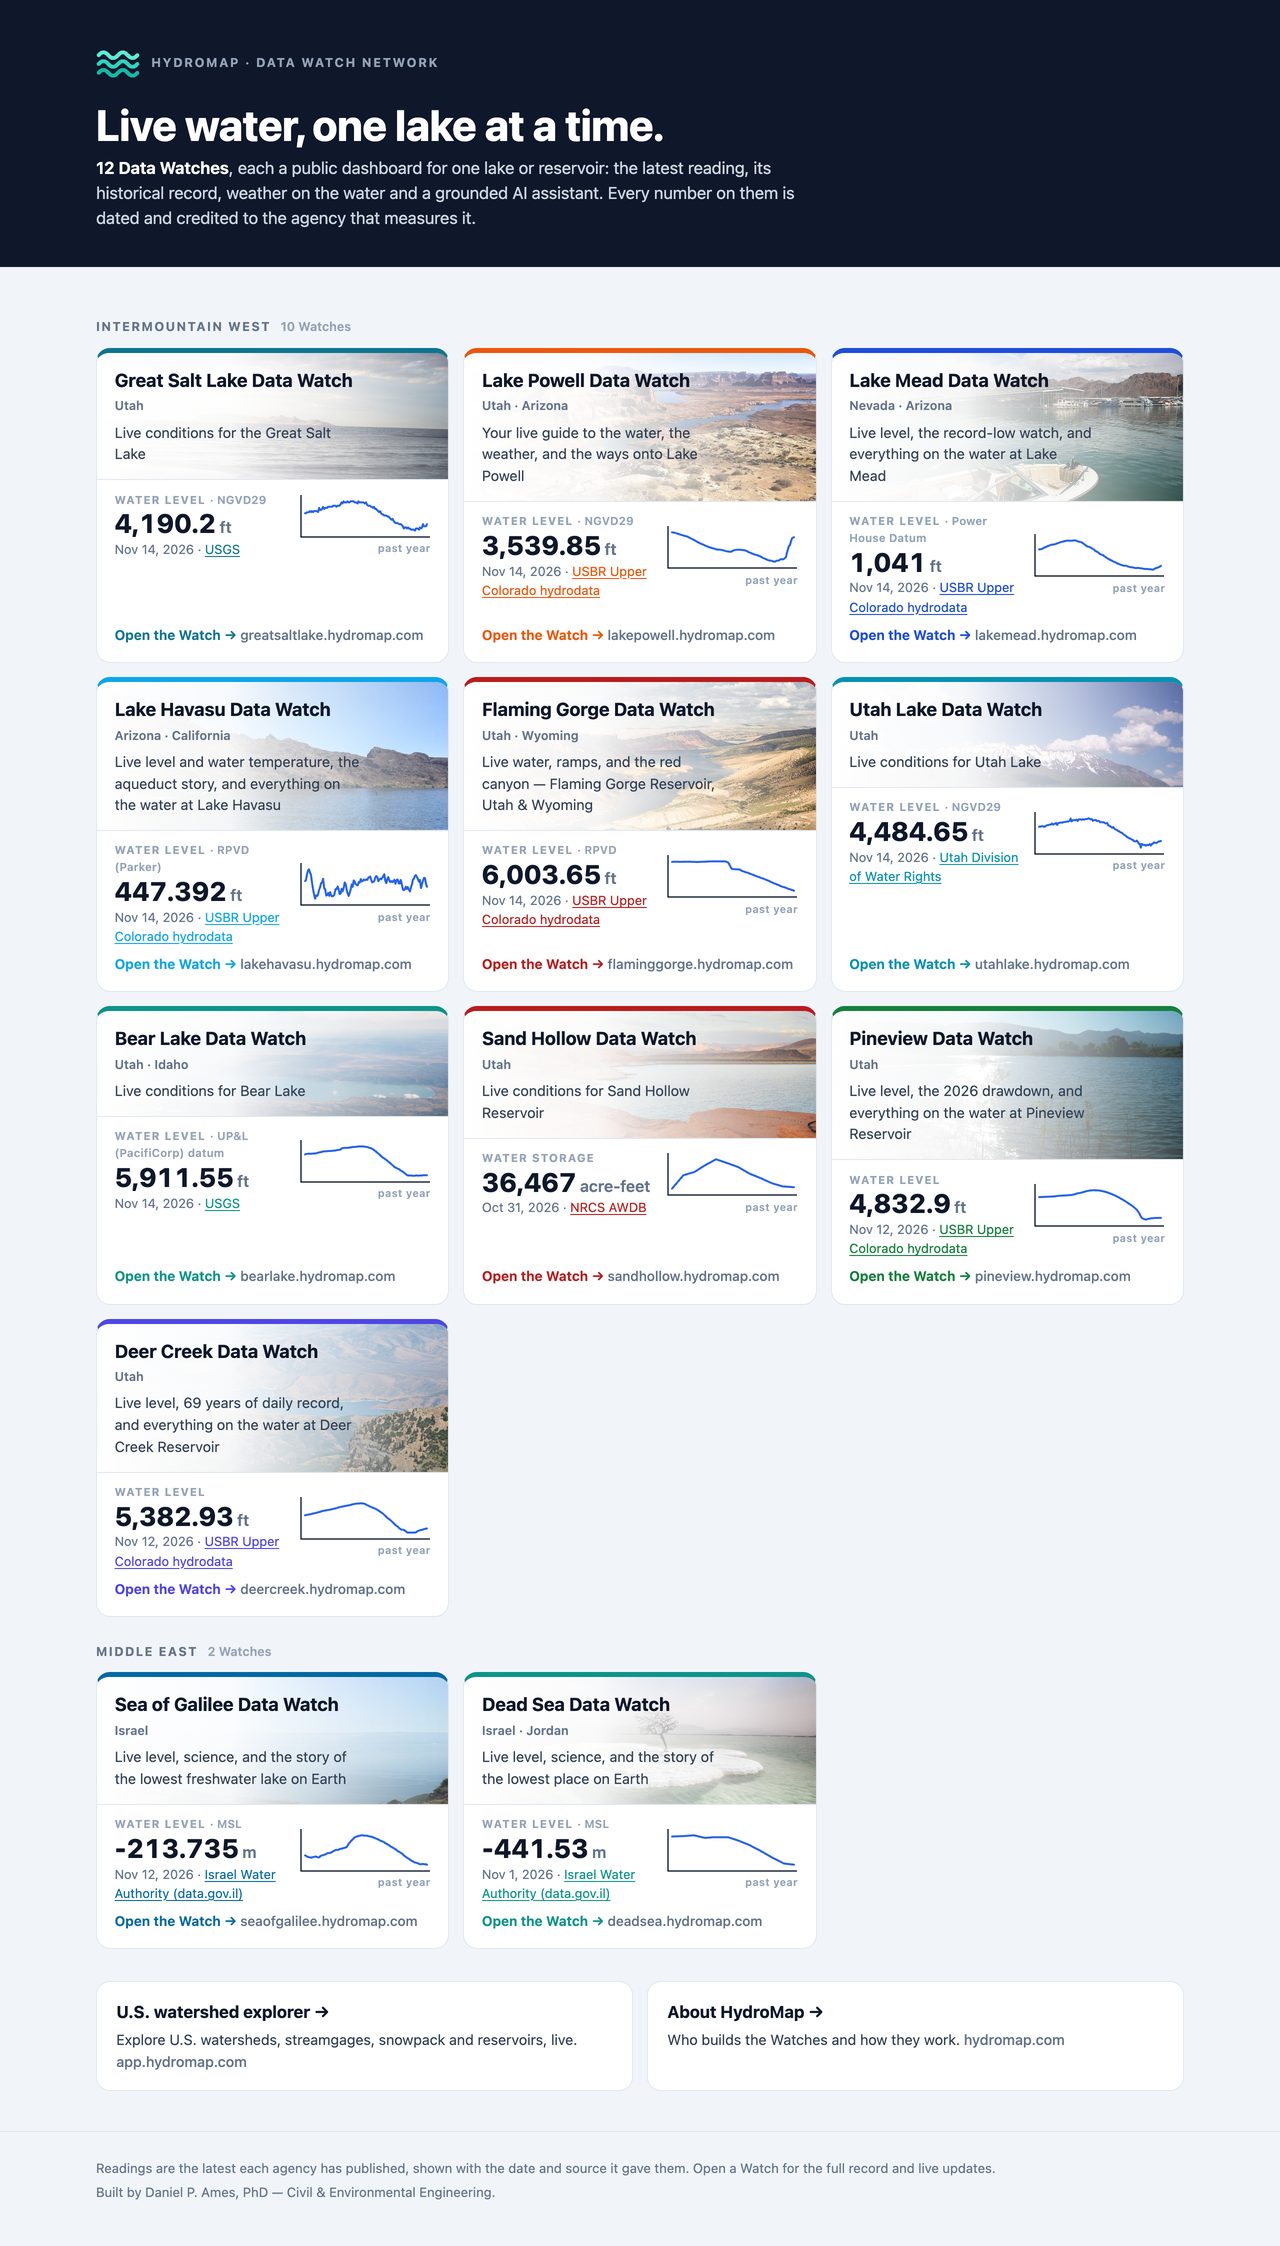 HYDROMAP · DATA WATCH NETWORK
Live water, one lake at a time.
12 Data Watches, each a public dashboard for one lake or reservoir: the latest reading, its
historical record, weather on the water and a grounded AI assistant. Every number on them is
dated and credited to the agency that measures it.
INTERMOUNTAIN WEST 10 Watches
Great Salt Lake Data Watch
Utah
Live conditions for the Great Salt
Lake
WATER LEVEL · NGVD29
4,190.2 ft
Nov 14, 2026 · USGS
past year
Open the Watch → greatsaltlake.hydromap.com
Lake Powell Data Watch
Utah · Arizona
Your live guide to the water, the
weather, and the ways onto Lake
Powell
WATER LEVEL · NGVD29
3,539.85 ft
Nov 14, 2026 · USBR Upper
Colorado hydrodata
past year
Open the Watch → lakepowell.hydromap.com
Lake Mead Data Watch
Nevada · Arizona
Live level, the record-low watch, and
everything on the water at Lake
Mead
WATER LEVEL · Power
House Datum
1,041 ft
Nov 14, 2026 · USBR Upper
Colorado hydrodata
past year
Open the Watch → lakemead.hydromap.com
Lake Havasu Data Watch
Arizona · California
Live level and water temperature, the
aqueduct story, and everything on
the water at Lake Havasu
WATER LEVEL · RPVD
(Parker)
447.392 ft
Nov 14, 2026 · USBR Upper
Colorado hydrodata
past year
Open the Watch → lakehavasu.hydromap.com
Flaming Gorge Data Watch
Utah · Wyoming
Live water, ramps, and the red
canyon — Flaming Gorge Reservoir,
Utah & Wyoming
WATER LEVEL · RPVD
6,003.65 ft
Nov 14, 2026 · USBR Upper
Colorado hydrodata
past year
Open the Watch → flaminggorge.hydromap.com
Utah Lake Data Watch
Utah
Live conditions for Utah Lake
WATER LEVEL · NGVD29
4,484.65 ft
Nov 14, 2026 · Utah Division
of Water Rights
past year
Open the Watch → utahlake.hydromap.com
Bear Lake Data Watch
Utah · Idaho
Live conditions for Bear Lake
WATER LEVEL · UP&L
(PacifiCorp) datum
5,911.55 ft
Nov 14, 2026 · USGS
past year
Open the Watch → bearlake.hydromap.com
Sand Hollow Data Watch
Utah
Live conditions for Sand Hollow
Reservoir
WATER STORAGE
36,467 acre-feet
Oct 31, 2026 · NRCS AWDB
past year
Open the Watch → sandhollow.hydromap.com
Pineview Data Watch
Utah
Live level, the 2026 drawdown, and
everything on the water at Pineview
Reservoir
WATER LEVEL
4,832.9 ft
Nov 12, 2026 · USBR Upper
Colorado hydrodata
past year
Open the Watch → pineview.hydromap.com
Deer Creek Data Watch
Utah
Live level, 69 years of daily record,
and everything on the water at Deer
Creek Reservoir
WATER LEVEL
5,382.93 ft
Nov 12, 2026 · USBR Upper
Colorado hydrodata
past year
Open the Watch → deercreek.hydromap.com
MIDDLE EAST 2 Watches
Sea of Galilee Data Watch
Israel
Live level, science, and the story of
the lowest freshwater lake on Earth
WATER LEVEL · MSL
-213.735 m
Nov 12, 2026 · Israel Water
Authority (data.gov.il)
past year
Open the Watch → seaofgalilee.hydromap.com
Dead Sea Data Watch
Israel · Jordan
Live level, science, and the story of
the lowest place on Earth
WATER LEVEL · MSL
-441.53 m
Nov 1, 2026 · Israel Water
Authority (data.gov.il)
past year
Open the Watch → deadsea.hydromap.com
U.S. watershed explorer →
Explore U.S. watersheds, streamgages, snowpack and reservoirs, live.
app.hydromap.com
About HydroMap →
Who builds the Watches and how they work. hydromap.com
Readings are the latest each agency has published, shown with the date and source it gave them. Open a Watch for the full record and live updates.
Built by Daniel P. Ames, PhD — Civil & Environmental Engineering.